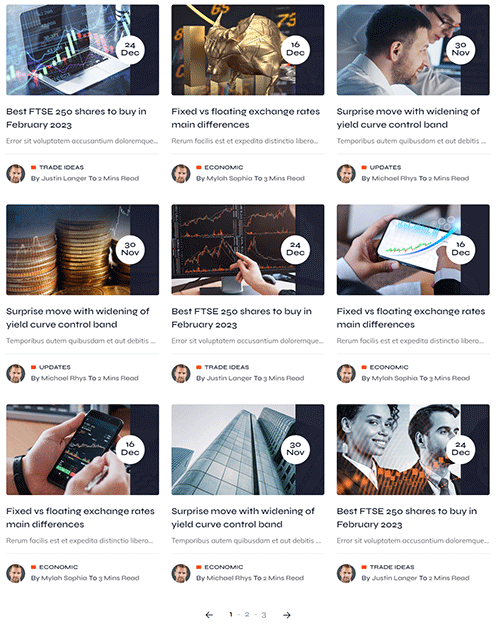 24
Dec
Best FTSE 250 shares to buy in
February 2023
Error sit voluptatem accusantium doloremque...
TRADE IDEAS
By Justin Langer To 3 Mins Read
16
Dec
Fixed vs floating exchange rates
main differences
Rerum facilis est et expedita distinctio libero...
ECONOMIC
By Mylah Sophia To 3 Mins Read
30
Nov
Surprise move with widening of
yield curve control band
Temporibus autem quibusdam et aut debitis ...
UPDATES
By Michael Rhys To 2 Mins Read
30
Nov
Surprise move with widening of
yield curve control band
Temporibus autem quibusdam et aut debitis ...
UPDATES
By Michael Rhys To 2 Mins Read
24
Dec
Best FTSE 250 shares to buy in
February 2023
Error sit voluptatem accusantium doloremque...
TRADE IDEAS
By Justin Langer To 3 Mins Read
16
Dec
Fixed vs floating exchange rates
main differences
Rerum facilis est et expedita distinctio libero...
ECONOMIC
By Mylah Sophia To 3 Mins Read
16
Dec
Fixed vs floating exchange rates
main differences
Rerum facilis est et expedita distinctio libero...
ECONOMIC
By Mylah Sophia To 3 Mins Read
30
Nov
Surprise move with widening of
yield curve control band
Temporibus autem quibusdam et aut debitis ...
ECONOMIC
By Michael Rhys To 2 Mins Read
24
Dec
Best FTSE 250 shares to buy in
February 2023
Error sit voluptatem accusantium doloremque...
TRADE IDEAS
By Justin Langer To 2 Mins Read
← 1 - 2 - 3 →